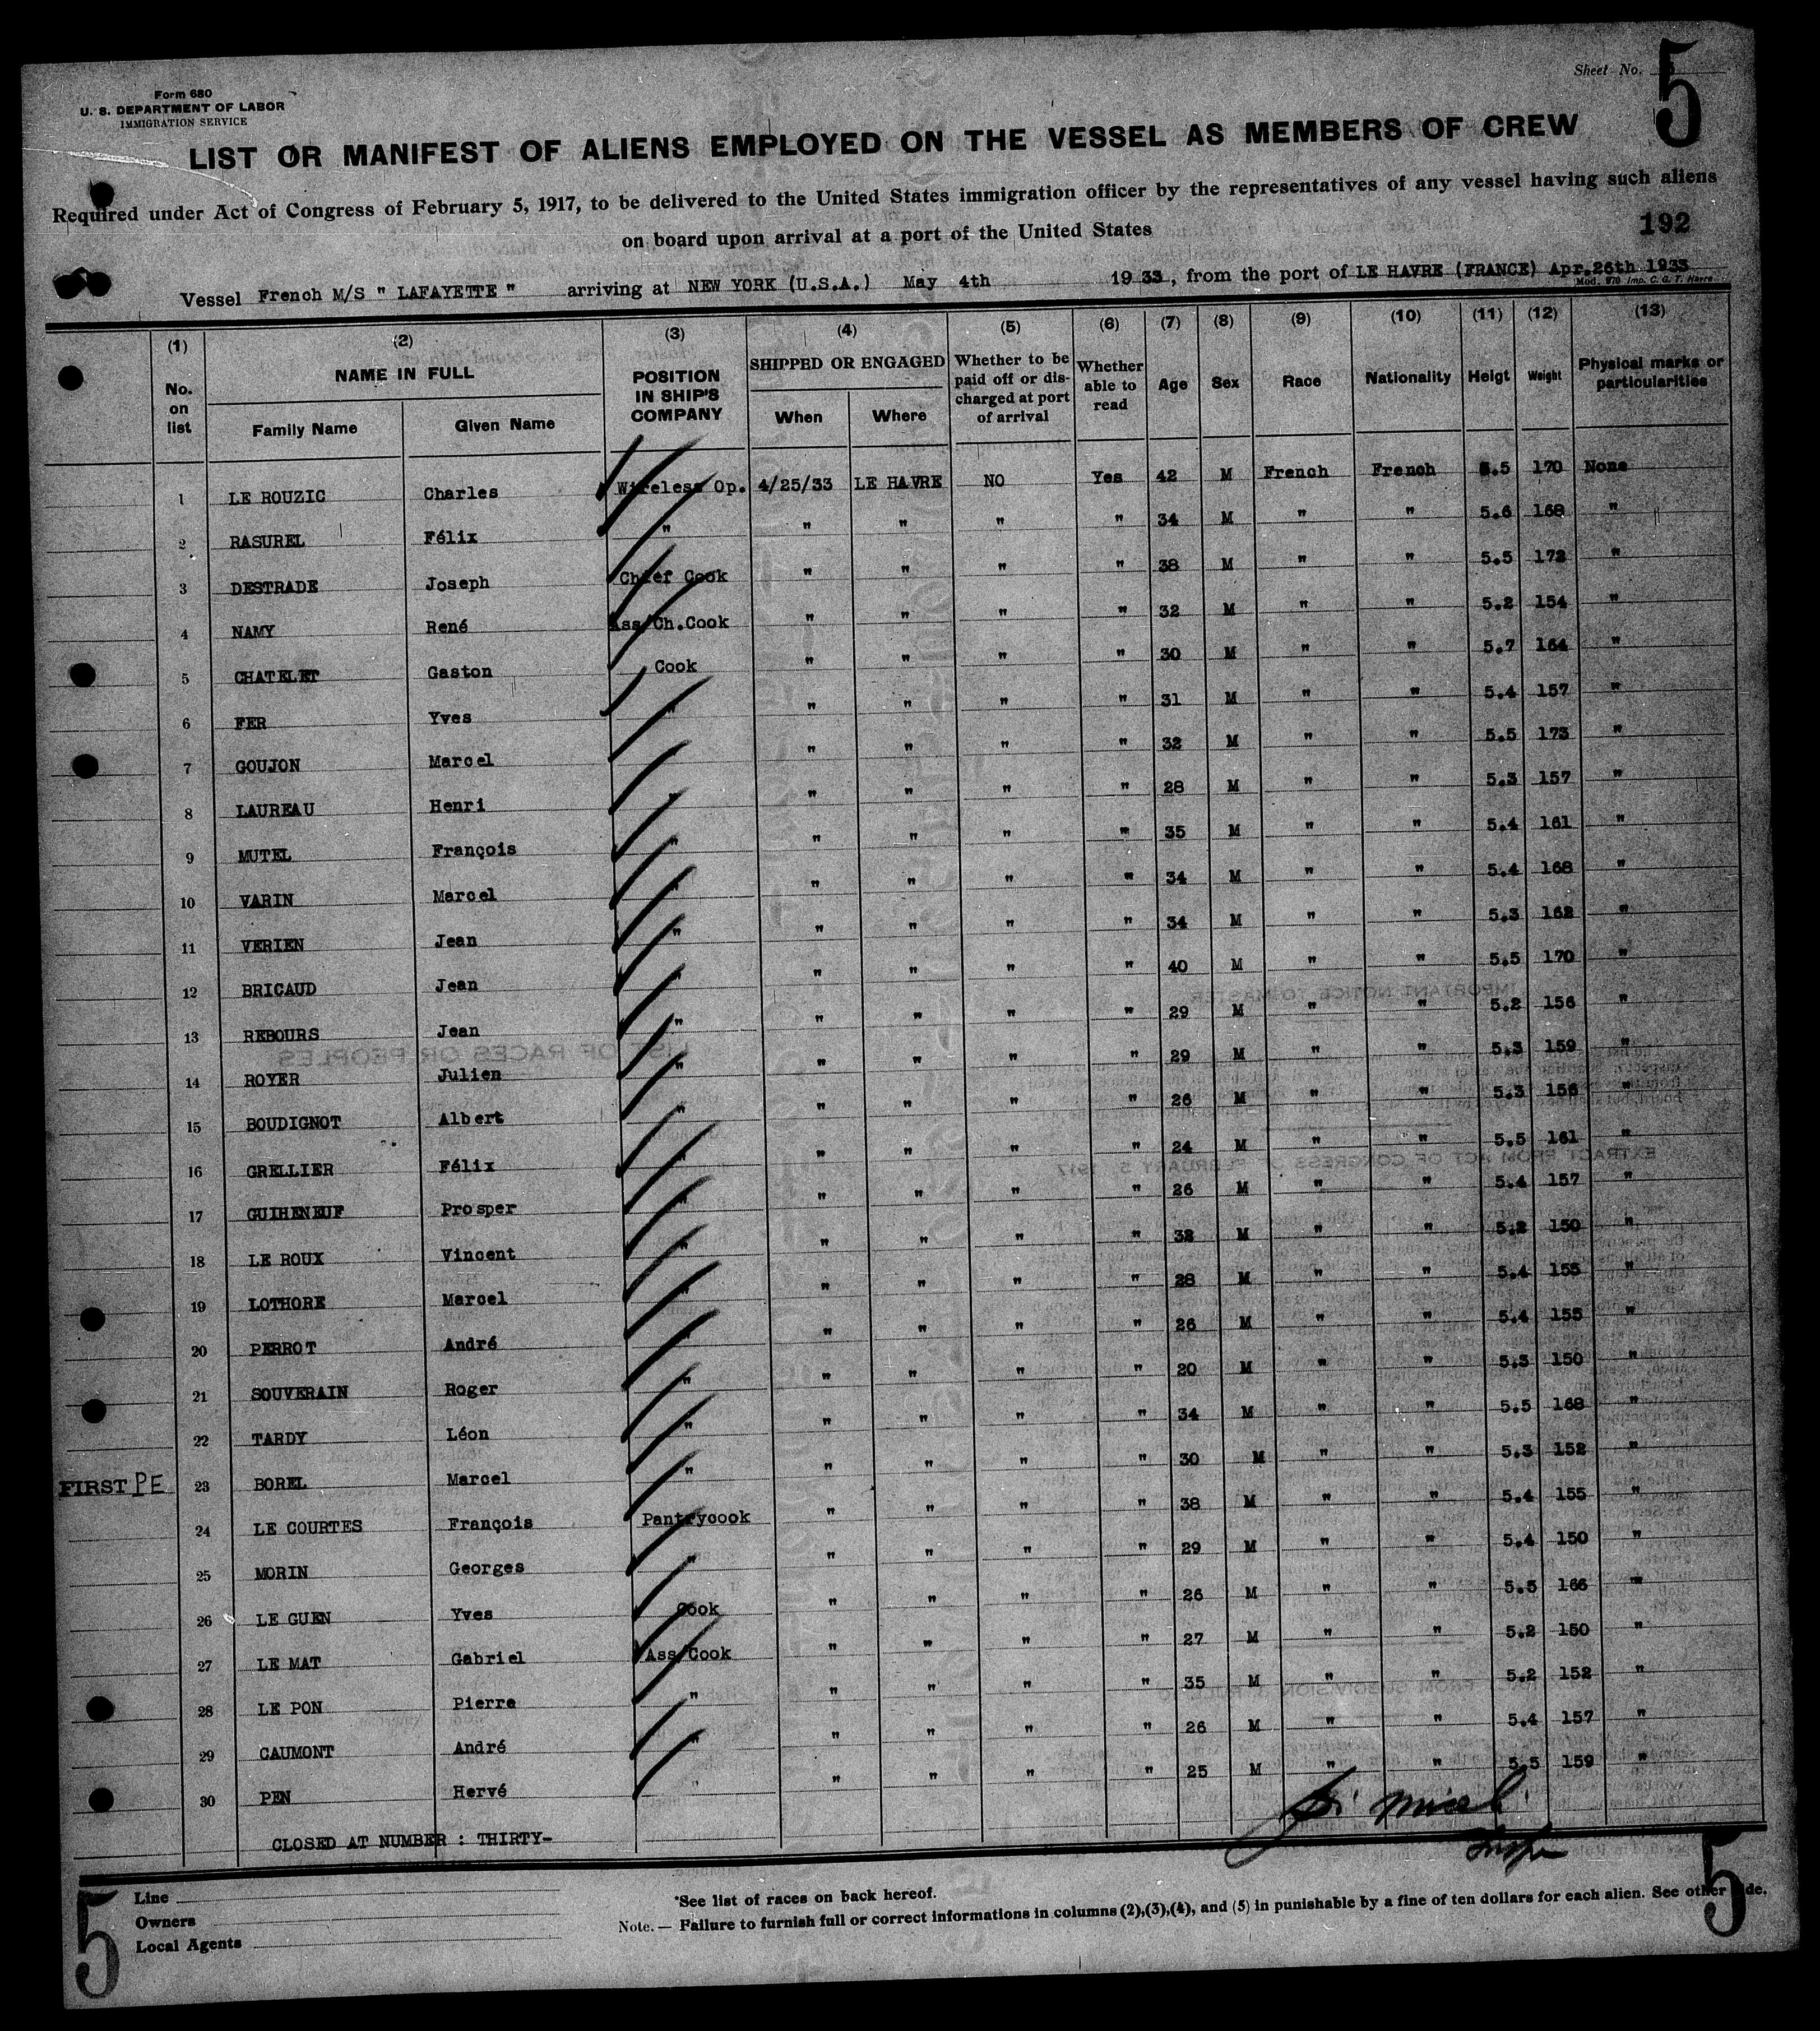 Sheet No. 5
Form 680
U. S. DEPARTMENT OF LABOR
IMMIGRATION SERVICE
LIST OR MANIFEST OF ALIENS EMPLOYED ON THE VESSEL AS MEMBERS OF CREW
Required under Act of Congress of February 5, 1917, to be delivered to the United States immigration officer by the representatives of any vessel having such aliens
on board upon arrival at a port of the United States
192
Vessel French M/S " LAFAYETTE " arriving at NEW YORK (U.S.A.) May 4th 1933, from the port of LE HAVRE (FRANCE) Apr.26th 1933
Mod. 970 Imp. C. G. T. Havre
(1) (2) (3) (4) (5) (6) (7) (8) (9) (10) (11) (12) (13)
No. on list NAME IN FULL Family Name Given Name POSITION IN SHIP'S COMPANY SHIPPED OR ENGAGED When Where Whether to be paid off or discharged at port of arrival Whether able to read Age Sex Race Nationality Heigt Weight Physical marks or particularities
1 LE ROUZIC Charles Wireless Op. 4/25/33 LE HAVRE NO Yes 42 M French French 5.5 170 None
2 RASUREL Félix " " " " " 34 M " " 5.6 168 "
3 DESTRADE Joseph Chief Cook " " " " 38 M " " 5.5 172 "
4 NAMY René Ass/Ch.Cook " " " " 32 M " " 5.2 154 "
5 CHATELET Gaston Cook " " " " 30 M " " 5.7 164 "
6 FER Yves " " " " " 31 M " " 5.4 157 "
7 GOUJON Marcel " " " " " 32 M " " 5.5 173 "
8 LAUREAU Henri " " " " " 28 M " " 5.3 157 "
9 MUTEL François " " " " " 35 M " " 5.4 161 "
10 VARIN Marcel " " " " " 34 M " " 5.4 168 "
11 VERIEN Jean " " " " " 34 M " " 5.3 162 "
12 BRICAUD Jean " " " " " 40 M " " 5.5 170 "
13 REBOURS Jean " " " " " 29 M " " 5.2 156 "
14 ROYER Julien " " " " " 29 M " " 5.3 159 "
15 BOUDIGNOT Albert " " " " " 26 M " " 5.3 156 "
16 GRELLIER Félix " " " " " 24 M " " 5.5 161 "
17 GUIHENEUF Prosper " " " " " 26 M " " 5.4 157 "
18 LE ROUX Vincent " " " " " 32 M " " 5.2 150 "
19 LOTHORE Marcel " " " " " 28 M " " 5.4 155 "
20 PERROT André " " " " " 26 M " " 5.4 155 "
21 SOUVERAIN Roger " " " " " 20 M " " 5.3 150 "
22 TARDY Léon " " " " " 34 M " " 5.5 168 "
FIRST PE 23 BOREL Marcel " " " " " 30 M " " 5.3 152 "
24 LE COURTES François Pantrycook " " " " 38 M " " 5.4 155 "
25 MORIN Georges " " " " " 29 M " " 5.4 150 "
26 LE GUEN Yves Cook " " " " 26 M " " 5.5 166 "
27 LE MAT Gabriel Ass/Cook " " " " 27 M " " 5.2 150 "
28 LE PON Pierre " " " " " 35 M " " 5.2 152 "
29 CAUMONT André " " " " " 26 M " " 5.4 157 "
30 PEN Hervé " " " " " 25 M " " 5.5 159 "
CLOSED AT NUMBER : THIRTY-
Line
Owners
Local Agents
*See list of races on back hereof.
Note. — Failure to furnish full or correct informations in columns (2),(3),(4), and (5) in punishable by a fine of ten dollars for each alien. See other side.
5 5